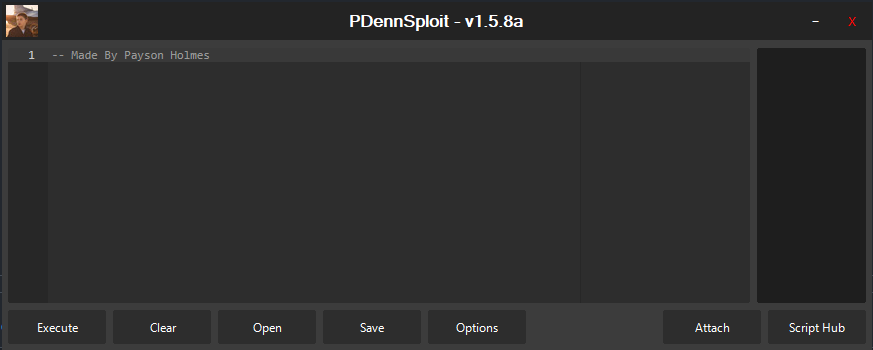 PDennSploit - v1.5.8a
– X
1 -- Made By Payson Holmes
Execute Clear Open Save Options Attach Script Hub